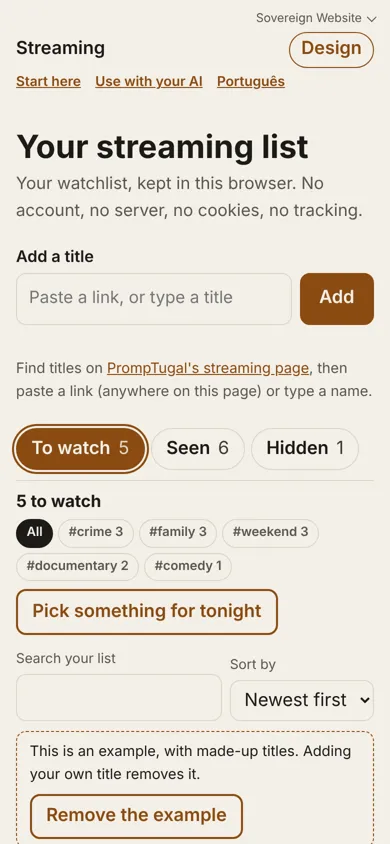 Sovereign Website
Streaming
Design
Start here Use with your AI Português
Your streaming list
Your watchlist, kept in this browser. No
account, no server, no cookies, no tracking.
Add a title
Paste a link, or type a title
Add
Find titles on PrompTugal's streaming page, then
paste a link (anywhere on this page) or type a name.
To watch 5 Seen 6 Hidden 1
5 to watch
All #crime 3 #family 3 #weekend 3
#documentary 2 #comedy 1
Pick something for tonight
Search your list
Sort by
Newest first
This is an example, with made-up titles. Adding
your own title removes it.
Remove the example